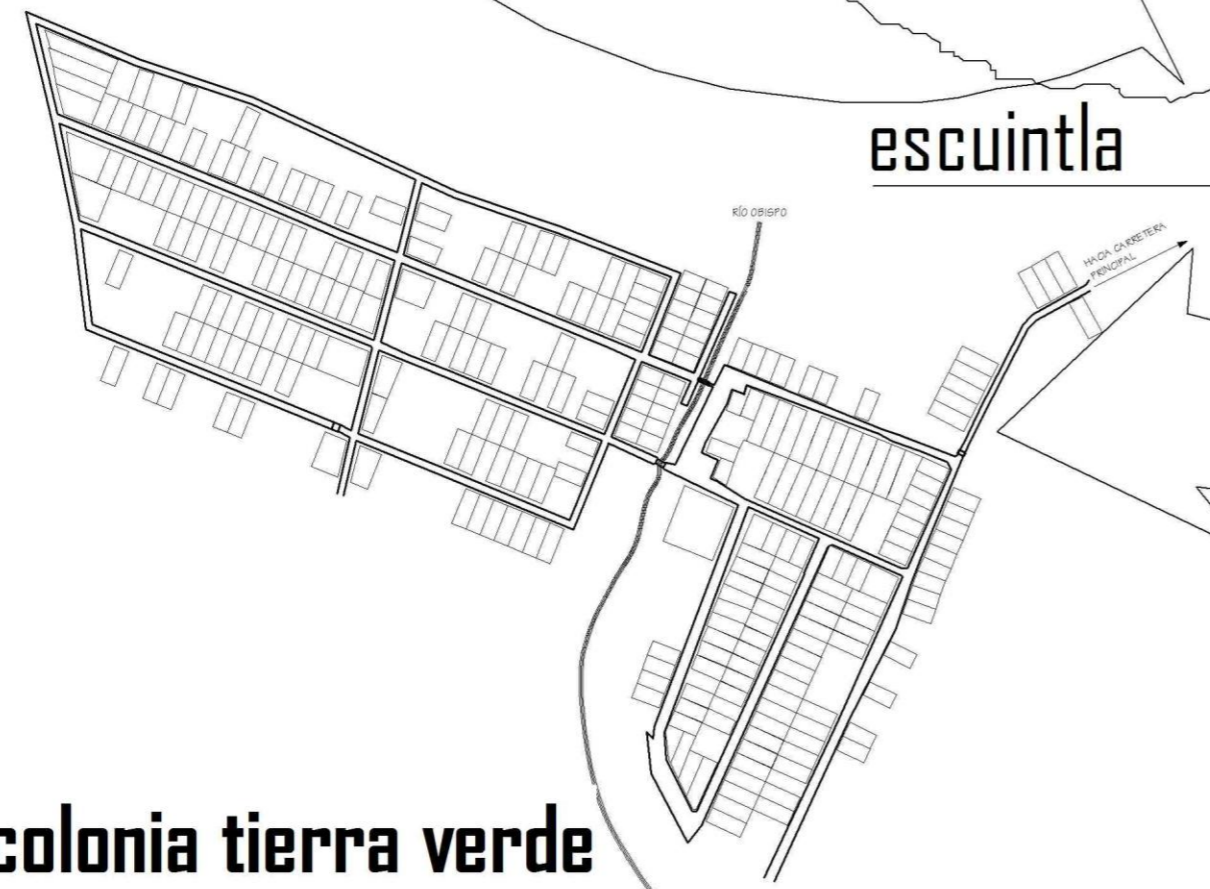 escuintla
RÍO OBISPO
HACIA CARRETERA
PRINCIPAL
colonia tierra verde